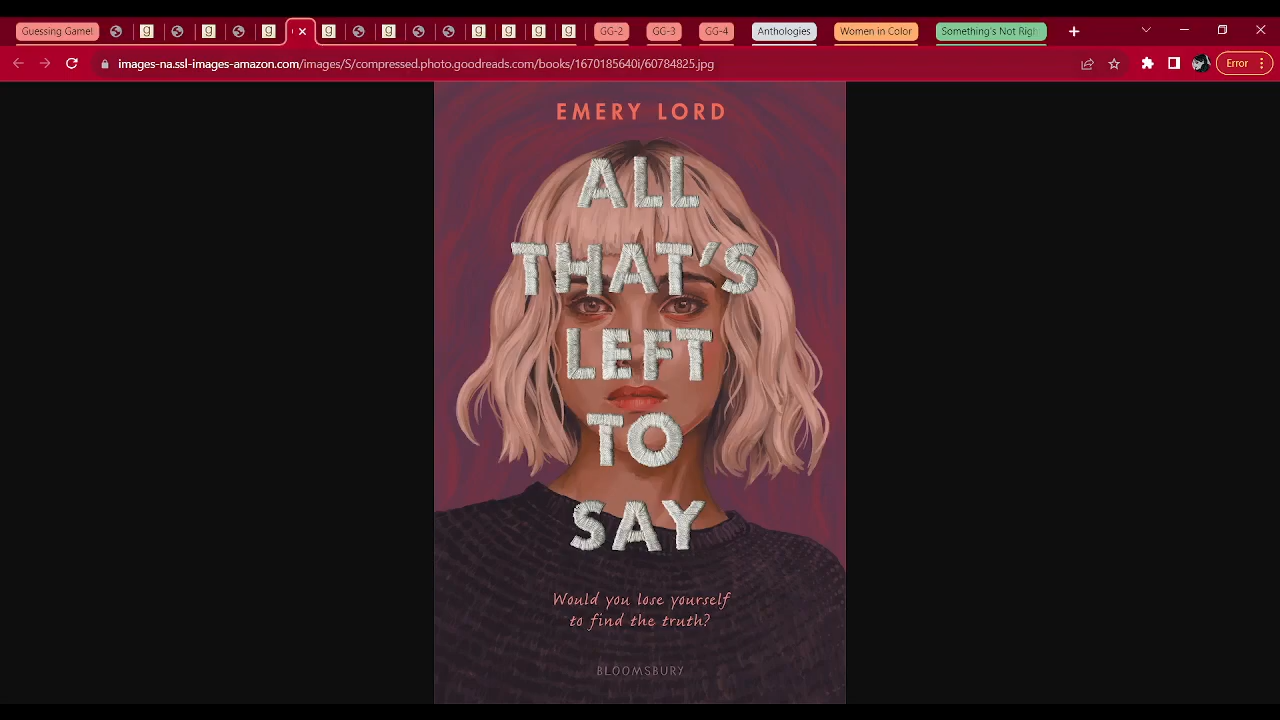 Guessing Game! GG-2 GG-3 GG-4 Anthologies Women in Color Something's Not Righ
images-na.ssl-images-amazon.com/images/S/compressed.photo.goodreads.com/books/1670185640i/60784825.jpg Error
EMERY LORD
ALL
THAT'S
LEFT
TO
SAY
Would you lose yourself
to find the truth?
BLOOMSBURY